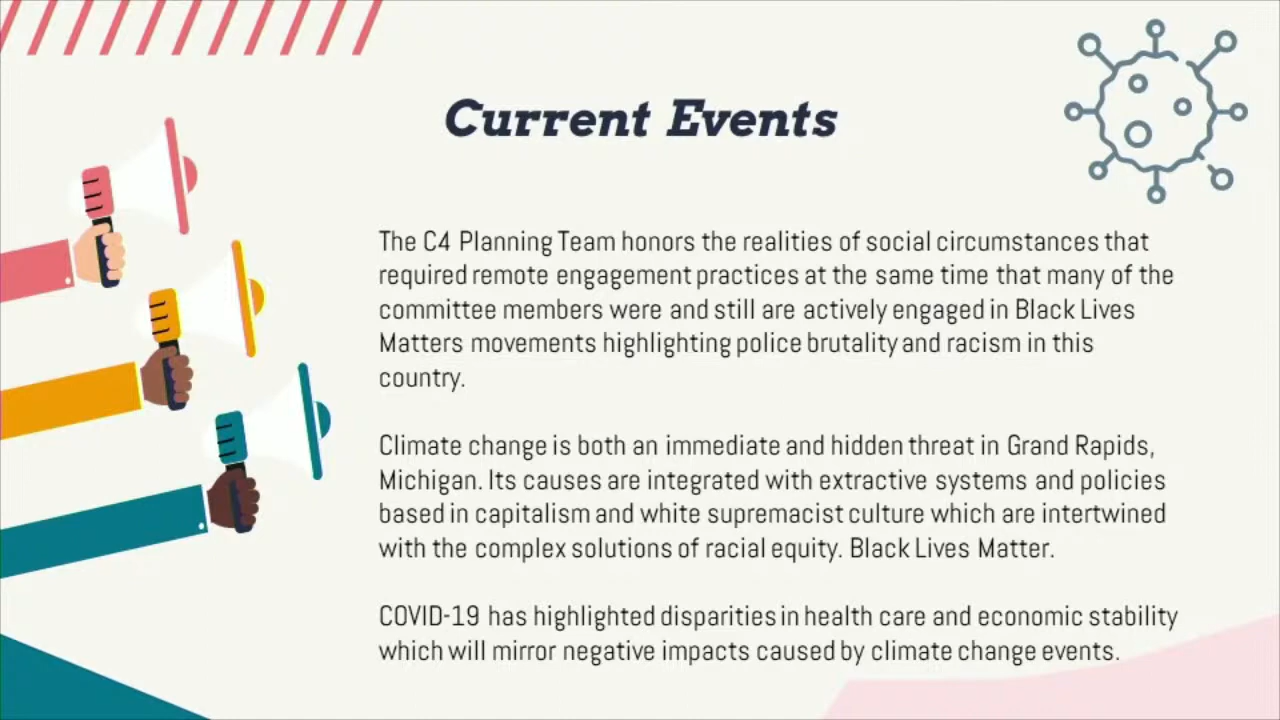 Current Events
The C4 Planning Team honors the realities of social circumstances that
required remote engagement practices at the same time that many of the
committee members were and still are actively engaged in Black Lives
Matters movements highlighting police brutality and racism in this
country.
Climate change is both an immediate and hidden threat in Grand Rapids,
Michigan. Its causes are integrated with extractive systems and policies
based in capitalism and white supremacist culture which are intertwined
with the complex solutions of racial equity. Black Lives Matter.
COVID-19 has highlighted disparities in health care and economic stability
which will mirror negative impacts caused by climate change events.